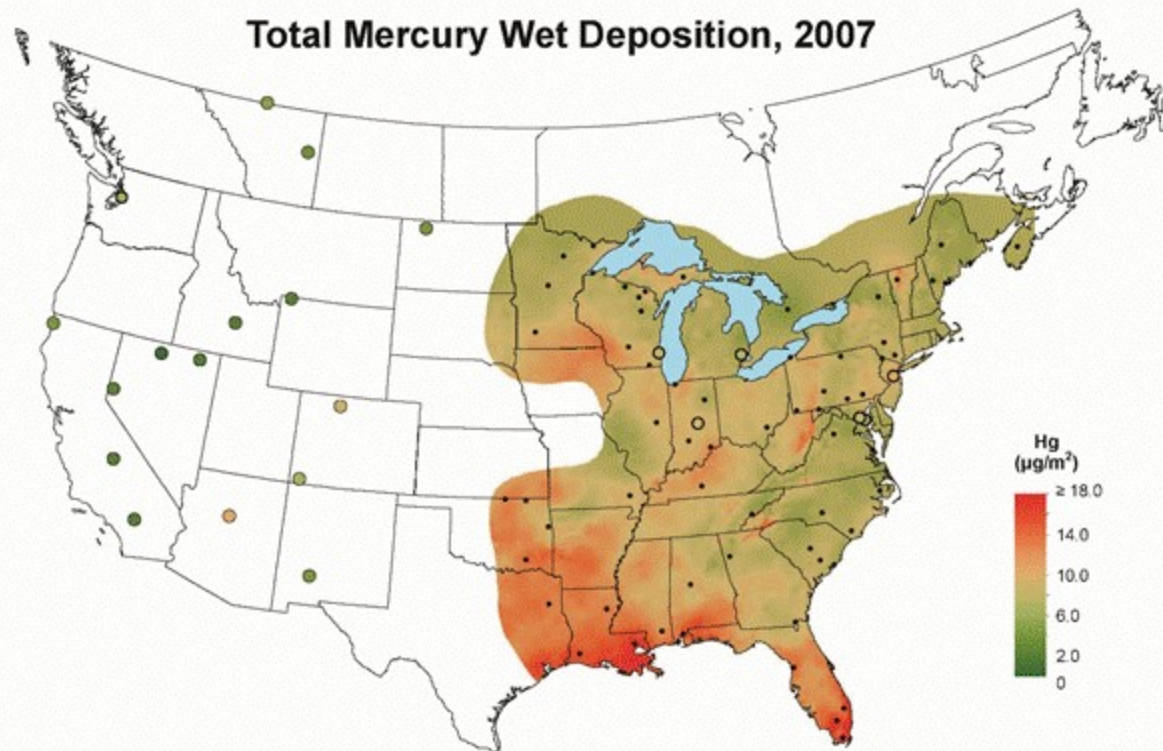 Total Mercury Wet Deposition, 2007
Hg
(µg/m²)
≥ 18.0
14.0
10.0
6.0
2.0
0